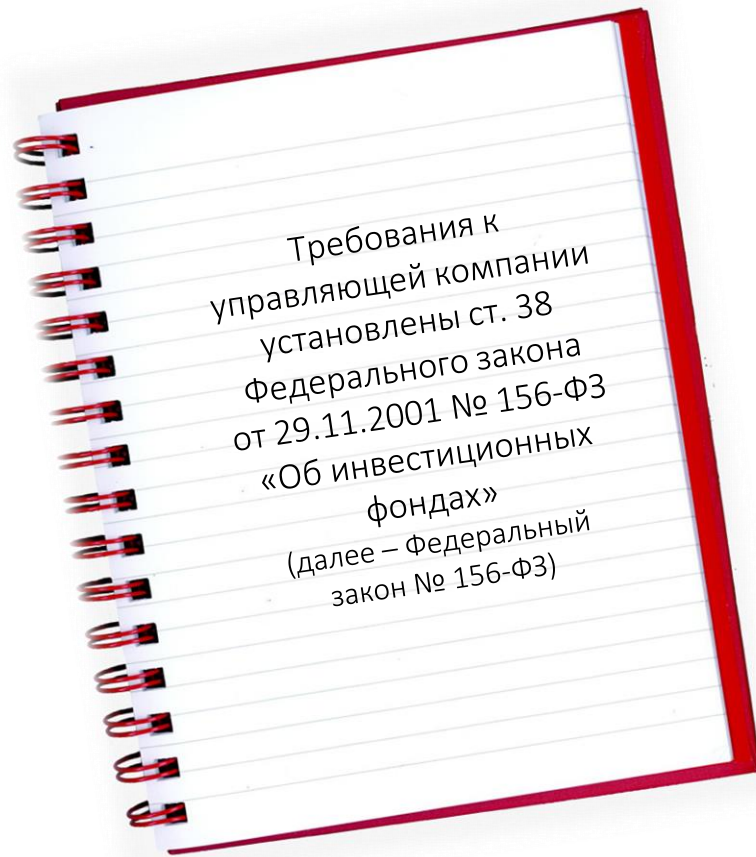 Требования к
управляющей компании
установлены ст. 38
Федерального закона
от 29.11.2001 № 156-ФЗ
«Об инвестиционных
фондах»
(далее – Федеральный
закон № 156-ФЗ)